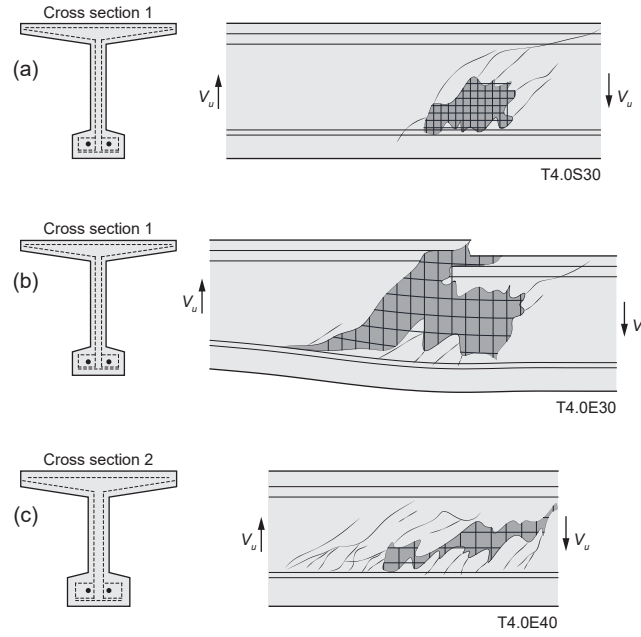 Cross section 1
(a)
Vu
Vu
T4.0S30
Cross section 1
(b)
Vu
V
T4.0E30
Cross section 2
(c)
Vu
Vu
T4.0E40